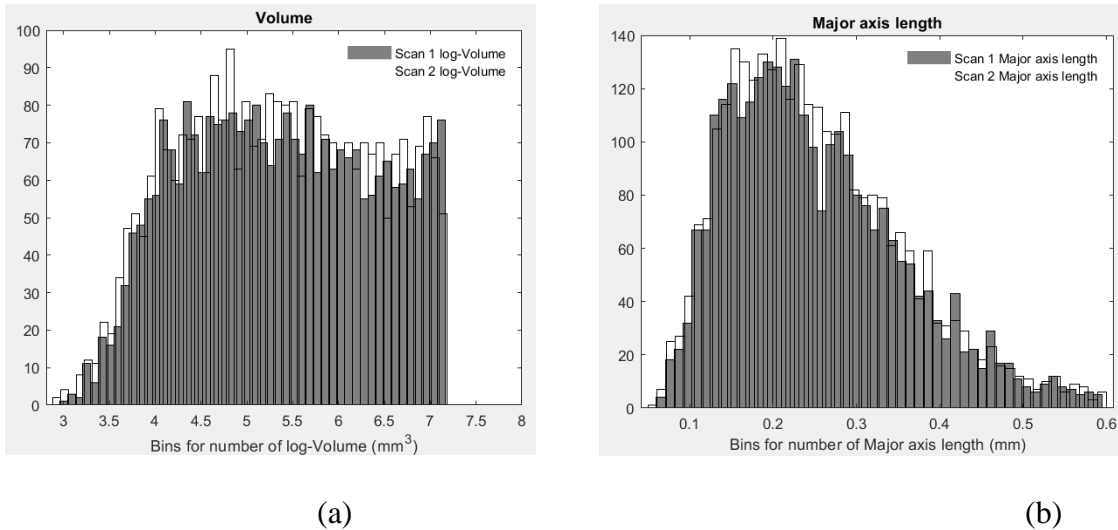 Volume
100
90
80
70
60
50
40
30
20
10
0
Scan 1 log-Volume
Scan 2 log-Volume
3 3.5 4 4.5 5 5.5 6 6.5 7 7.5 8
Bins for number of log-Volume (mm³)
(a)
Major axis length
140
120
100
80
60
40
20
0
Scan 1 Major axis length
Scan 2 Major axis length
0.1 0.2 0.3 0.4 0.5 0.6
Bins for number of Major axis length (mm)
(b)